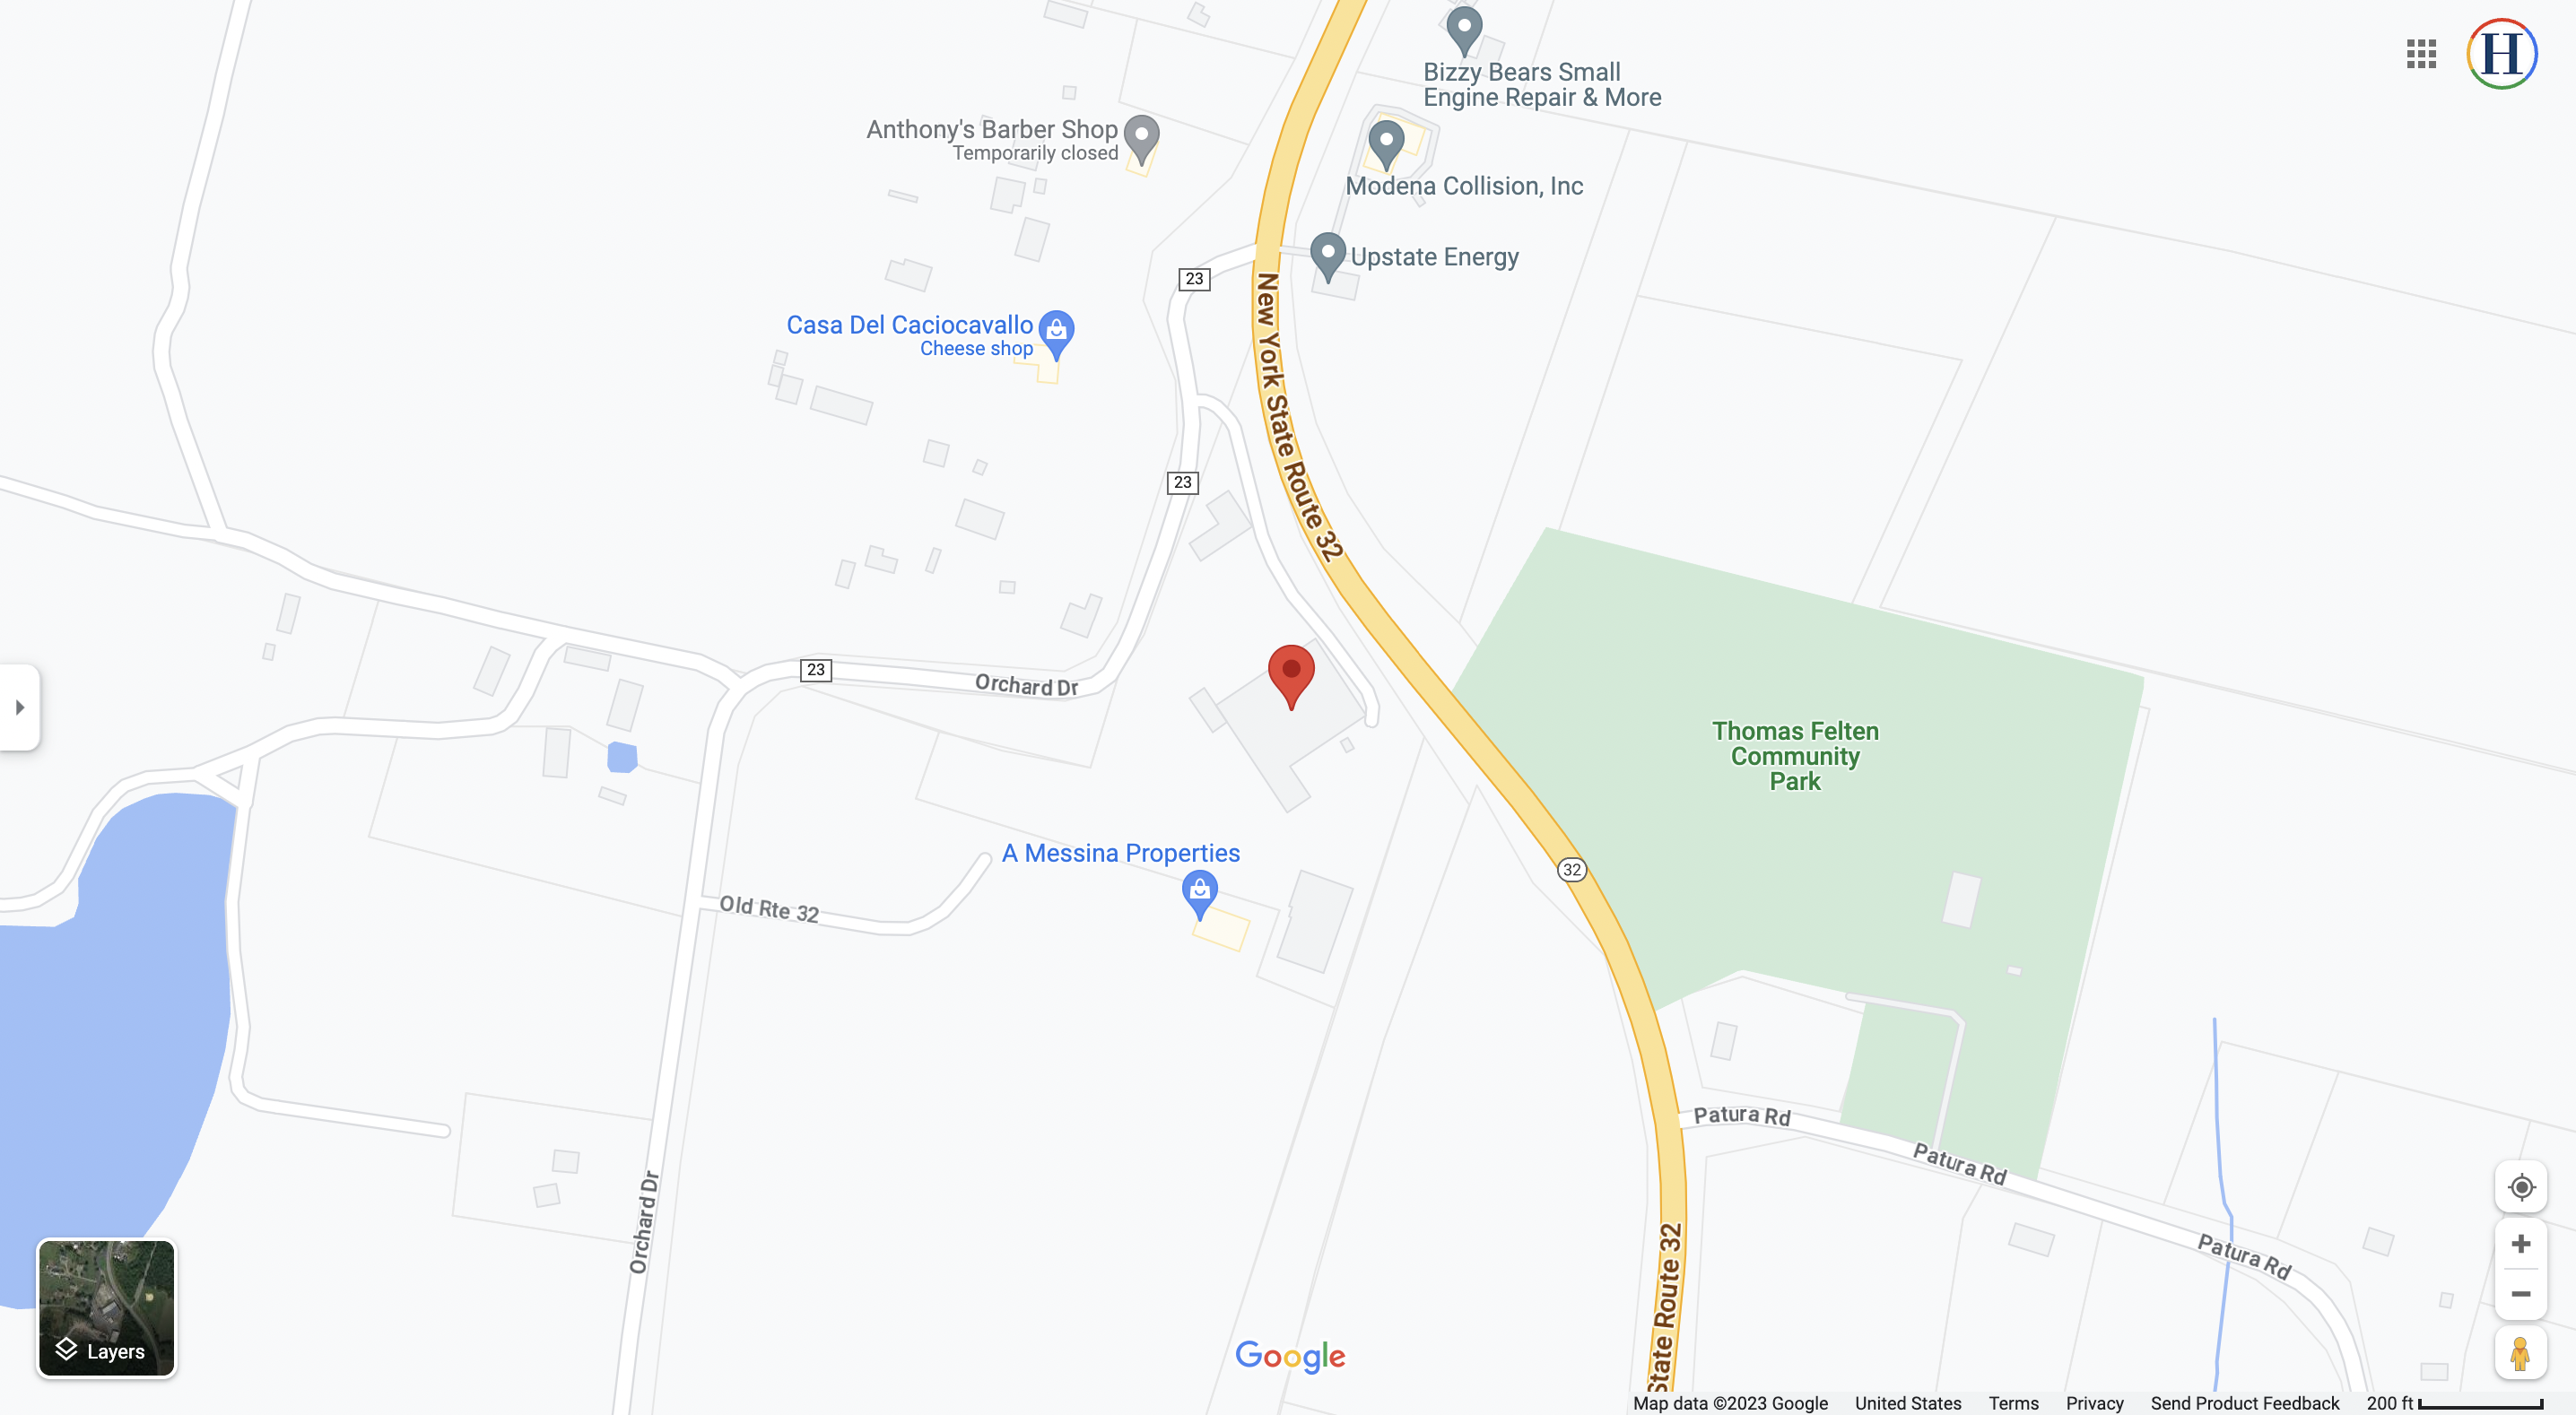 H
Bizzy Bears Small
Engine Repair & More
Anthony's Barber Shop
Temporarily closed
Modena Collision, Inc
Upstate Energy
23
New York State Route 32
Casa Del Caciocavallo
Cheese shop
23
23
Orchard Dr
Thomas Felten
Community
Park
A Messina Properties
32
Old Rte 32
Patura Rd
Patura Rd
Orchard Dr
State Route 32
Patura Rd
Layers
Google
Map data ©2023 Google United States Terms Privacy Send Product Feedback 200 ft